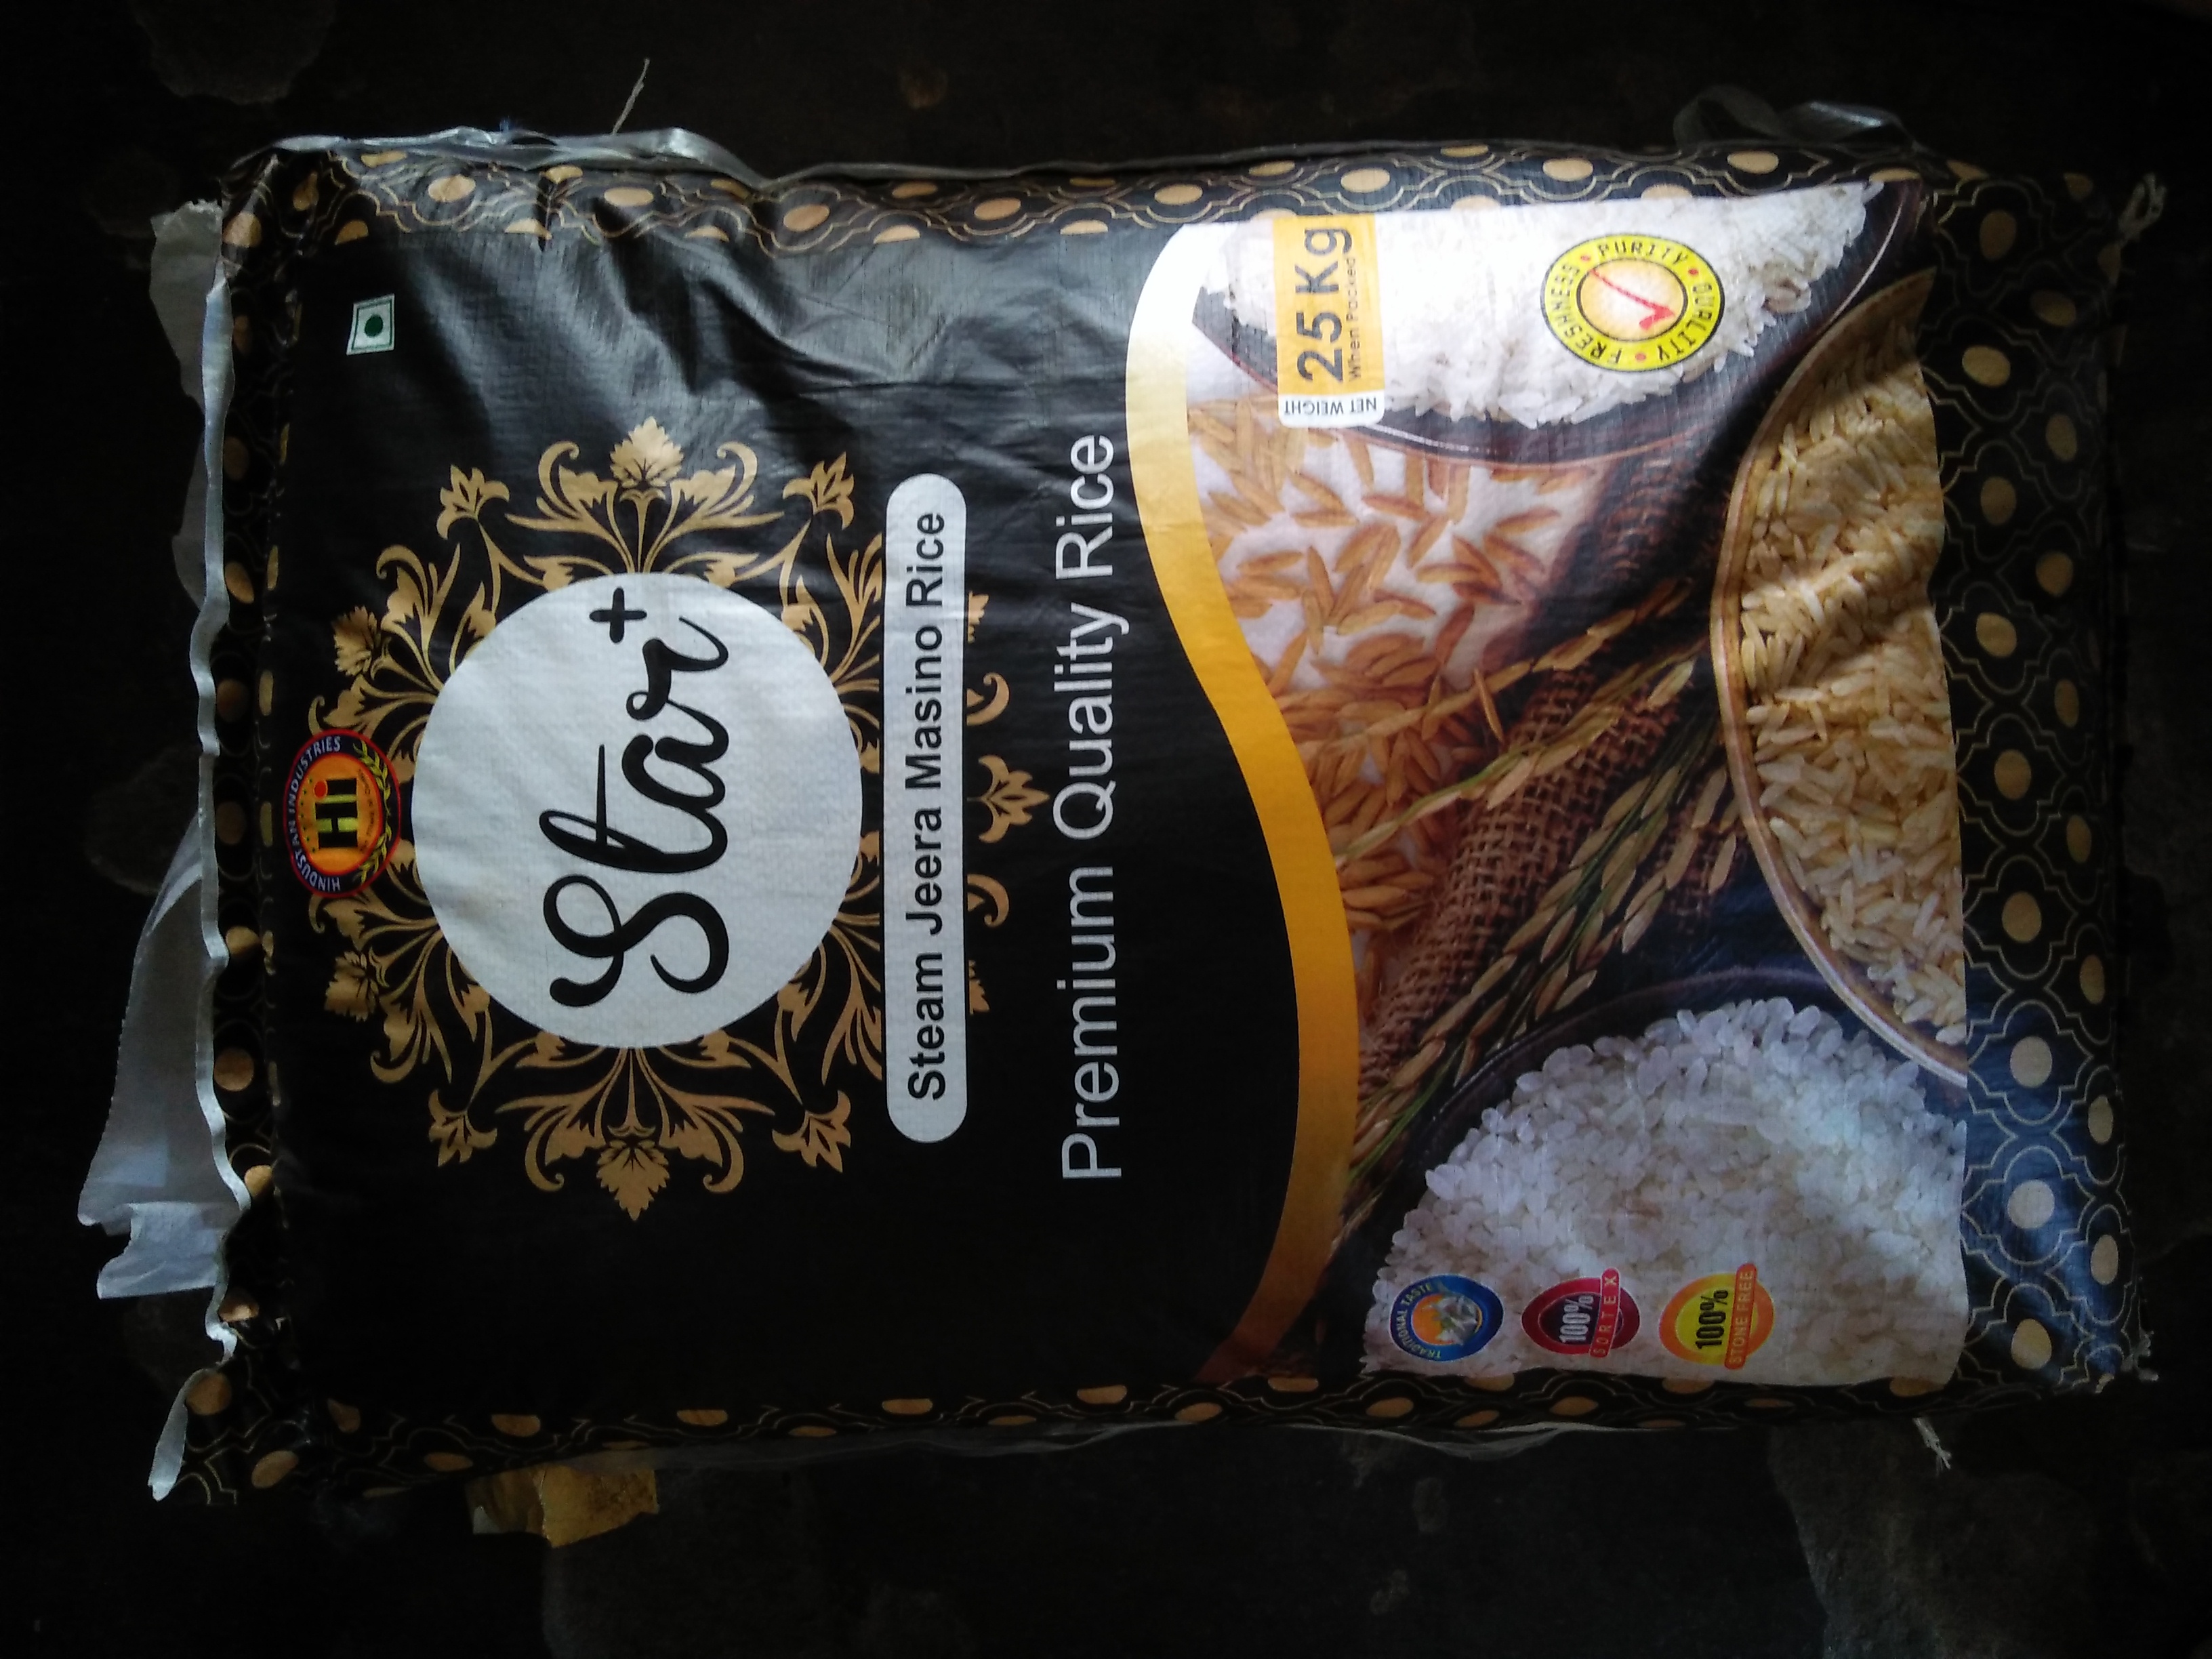 HINDUSTAN INDUSTRIES
Hi
Star+
Steam Jeera Masino Rice
Premium Quality Rice
NET WEIGHT
25 Kg
When Packed
TRADITIONAL TASTE
100%
SORTEX
100%
STONE FREE
FRESHNESS • PURITY • QUALITY •